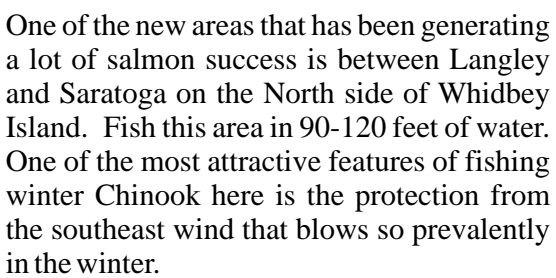 One of the new areas that has been generating
a lot of salmon success is between Langley
and Saratoga on the North side of Whidbey
Island.  Fish this area in 90-120 feet of water.
One of the most attractive features of fishing
winter Chinook here is the protection from
the southeast wind that blows so prevalently
in the winter.